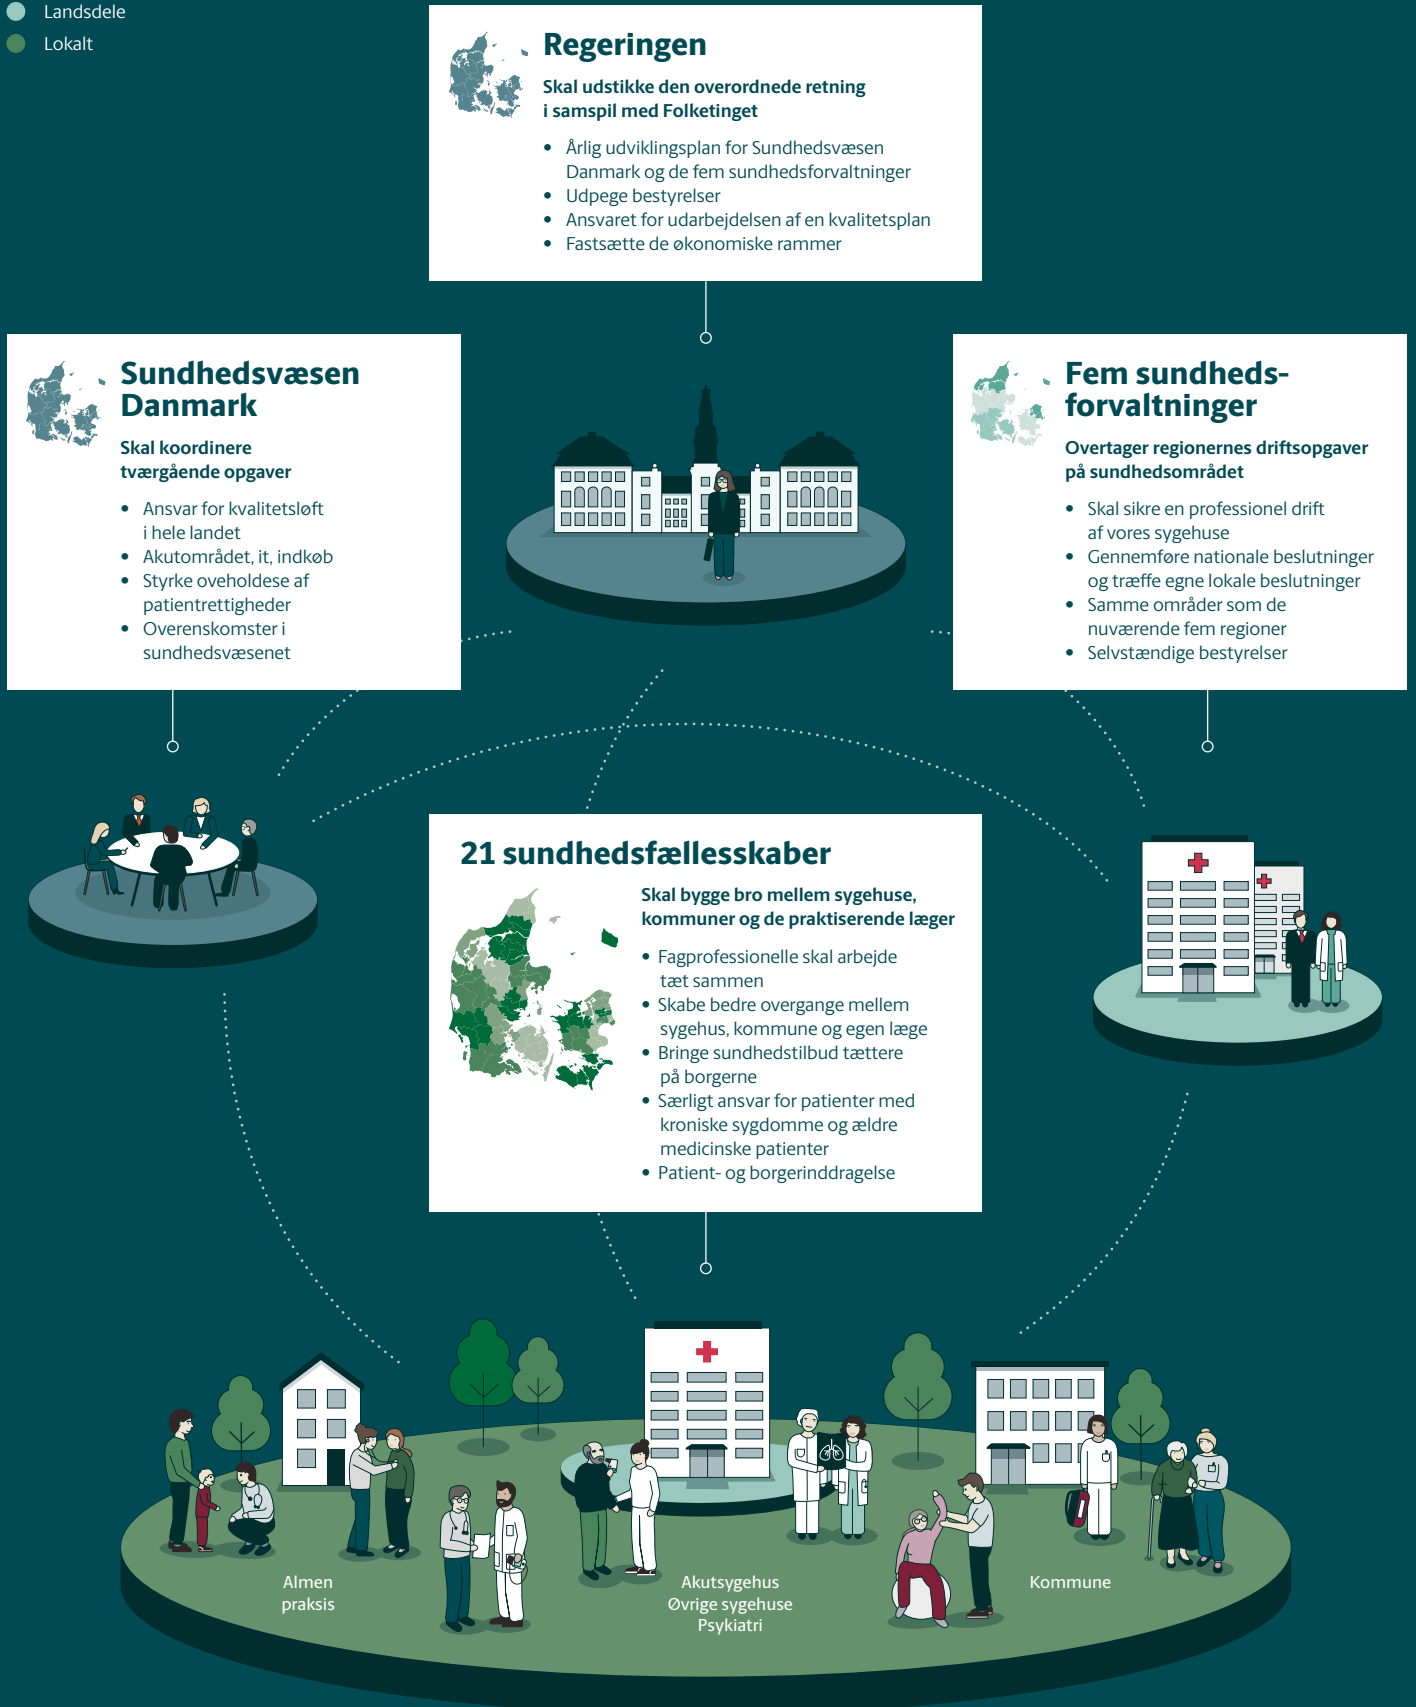 Landsdele
Lokalt
Regeringen
Skal udstikke den overordnede retning
i samspil med Folketinget
• Årlig udviklingsplan for Sundhedsvæsen
Danmark og de fem sundhedsforvaltninger
• Udpege bestyrelser
• Ansvaret for udarbejdelsen af en kvalitetsplan
• Fastsætte de økonomiske rammer
Sundhedsvæsen
Danmark
Skal koordinere
tværgående opgaver
• Ansvar for kvalitetsløft
i hele landet
• Akutområdet, it, indkøb
• Styrke oveholdese af
patientrettigheder
• Overenskomster i
sundhedsvæsenet
Fem sundheds-
forvaltninger
Overtager regionernes driftsopgaver
på sundhedsområdet
• Skal sikre en professionel drift
af vores sygehuse
• Gennemføre nationale beslutninger
og træffe egne lokale beslutninger
• Samme områder som de
nuværende fem regioner
• Selvstændige bestyrelser
21 sundhedsfællesskaber
Skal bygge bro mellem sygehuse,
kommuner og de praktiserende læger
• Fagprofessionelle skal arbejde
tæt sammen
• Skabe bedre overgange mellem
sygehus, kommune og egen læge
• Bringe sundhedstilbud tættere
på borgerne
• Særligt ansvar for patienter med
kroniske sygdomme og ældre
medicinske patienter
• Patient- og borgerinddragelse
Almen
praksis
Akutsygehus
Øvrige sygehuse
Psykiatri
Kommune